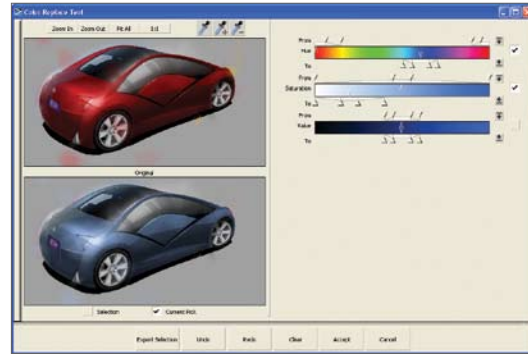 Color Replace Tool
Zoom In Zoom Out Fit All 1:1
Original
Selection Current Pick
From
Hue
To
From
Saturation
To
From
Value
To
Export Selection Undo Redo Clear Accept Cancel